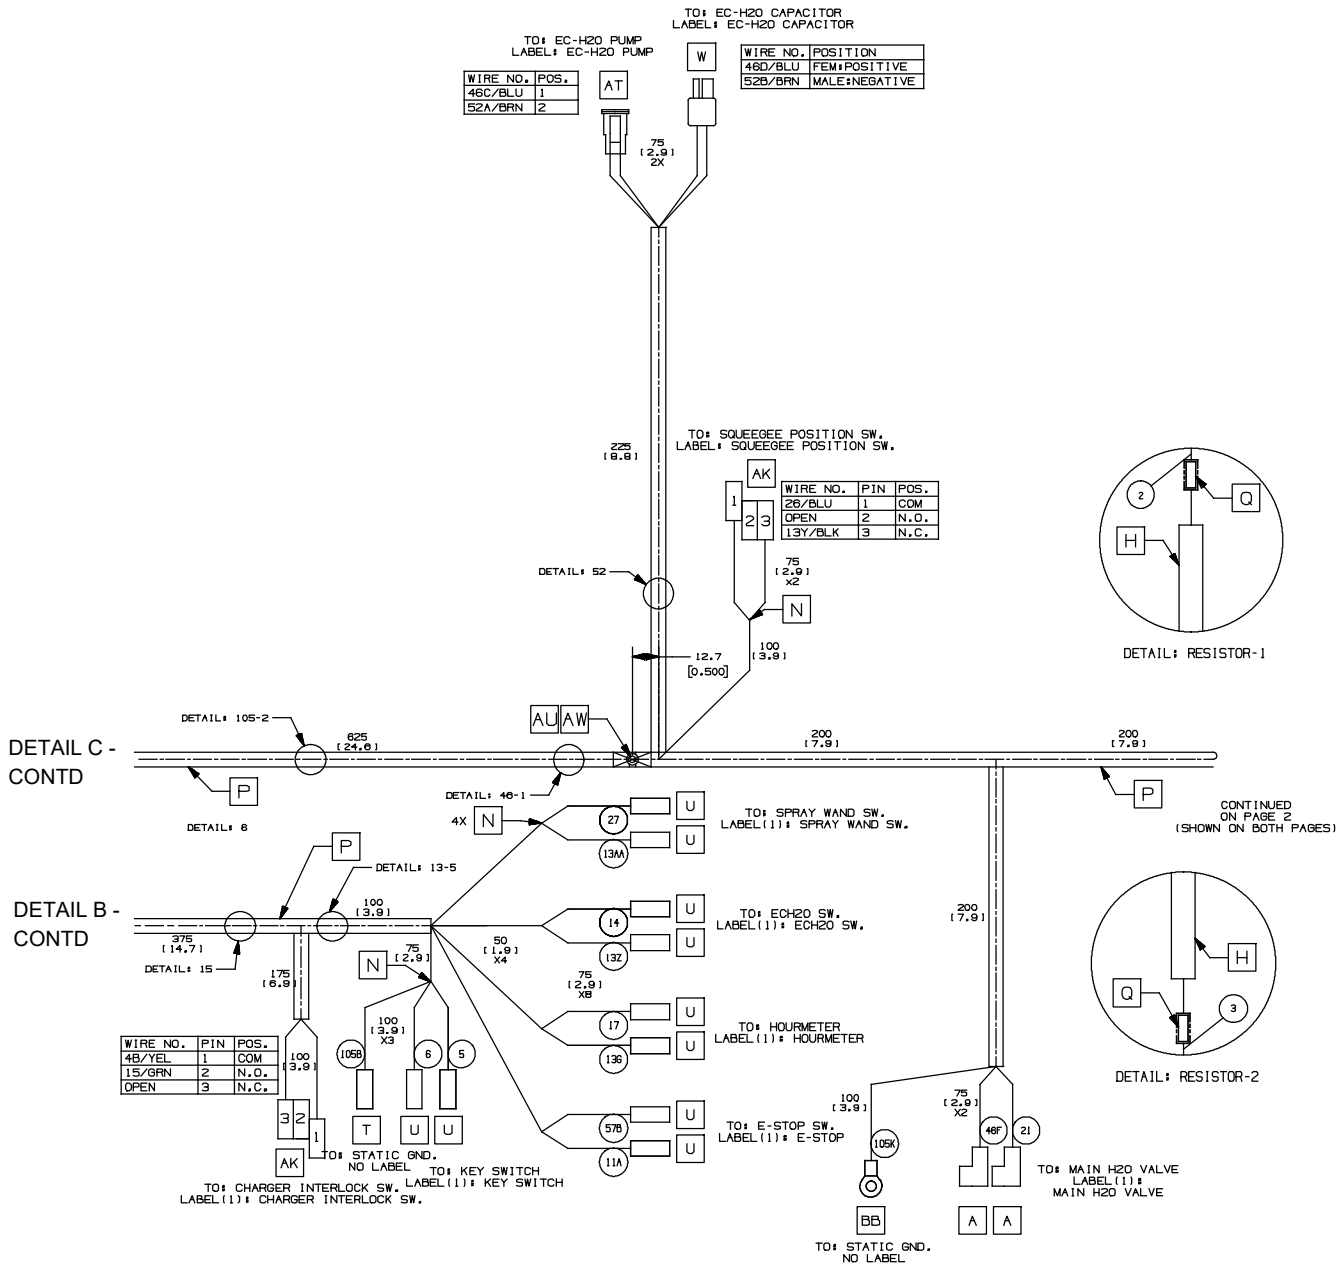 TO: EC-H2O CAPACITOR
LABEL: EC-H2O CAPACITOR
TO: EC-H2O PUMP
LABEL: EC-H2O PUMP
W
WIRE NO. POSITION
46D/BLU FEM:POSITIVE
52B/BRN MALE:NEGATIVE
WIRE NO. POS.
46C/BLU 1
52A/BRN 2
AT
75
[2.9]
2X
225
[8.8]
TO: SQUEEGEE POSITION SW.
LABEL: SQUEEGEE POSITION SW.
AK
1
2 3
WIRE NO. PIN POS.
26/BLU 1 COM
OPEN 2 N.O.
13Y/BLK 3 N.C.
75
[2.9]
X2
N
100
[3.9]
DETAIL: 52
12.7
[0.500]
2
Q
H
DETAIL: RESISTOR-1
DETAIL: 105-2
625
[24.6]
AU AW
200
[7.9]
200
[7.9]
DETAIL C -
CONTD
P
DETAIL: 6
DETAIL: 46-1
P
CONTINUED
ON PAGE 2
(SHOWN ON BOTH PAGES)
4X N
27 U
13AA U
TO: SPRAY WAND SW.
LABEL(1): SPRAY WAND SW.
P
DETAIL: 13-5
DETAIL B -
CONTD
100
[3.9]
375
[14.7]
DETAIL: 15
175
[6.9]
14 U
13Z U
TO: ECH2O SW.
LABEL(1): ECH2O SW.
50
[1.9]
X4
75
[2.9]
N
75
[2.9]
X8
200
[7.9]
H
Q
3
DETAIL: RESISTOR-2
17 U
13G U
TO: HOURMETER
LABEL(1): HOURMETER
100
[3.9]
X3
WIRE NO. PIN POS.
4B/YEL 1 COM
15/GRN 2 N.O.
OPEN 3 N.C.
100
[3.9]
105B 6 5
3 2
1
AK
T U U
TO: STATIC GND.
NO LABEL
TO: KEY SWITCH
LABEL(1): KEY SWITCH
TO: CHARGER INTERLOCK SW.
LABEL(1): CHARGER INTERLOCK SW.
57B U
11A U
TO: E-STOP SW.
LABEL(1): E-STOP
100
[3.9]
75
[2.9]
X2
105K 46F 21
TO: MAIN H2O VALVE
LABEL(1):
MAIN H2O VALVE
BB A A
TO: STATIC GND.
NO LABEL